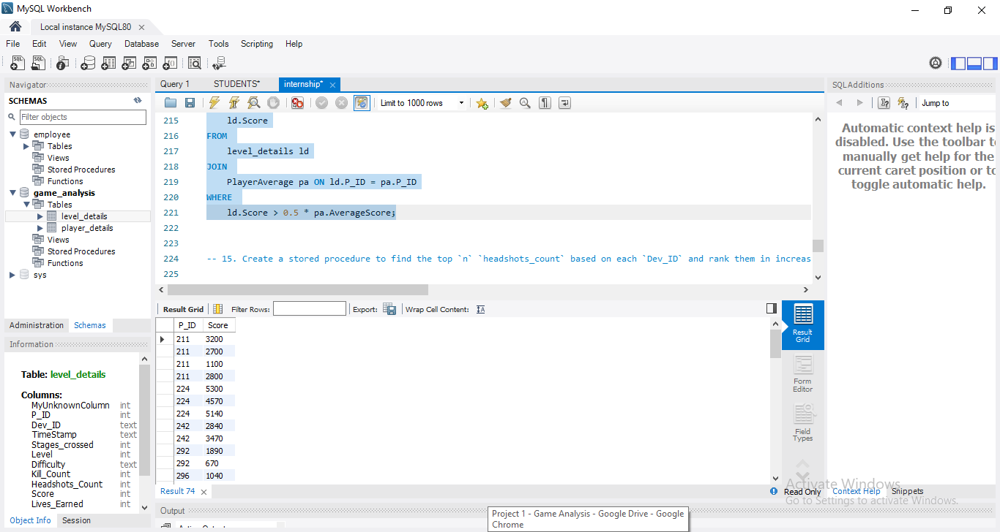 MySQL Workbench
Local instance MySQL80
File Edit View Query Database Server Tools Scripting Help
Navigator
SCHEMAS
Filter objects
employee
Tables
Views
Stored Procedures
Functions
game_analysis
Tables
level_details
player_details
Views
Stored Procedures
Functions
sys
Administration Schemas
Information
Table: level_details
Columns:
MyUnknownColumn int
P_ID int
Dev_ID text
TimeStamp text
Stages_crossed int
Level int
Difficulty text
Kill_Count int
Headshots_Count int
Score int
Lives_Earned int
Object Info Session
Query 1 STUDENTS* internship*
Limit to 1000 rows
215 ld.Score
216 FROM
217 level_details ld
218 JOIN
219 PlayerAverage pa ON ld.P_ID = pa.P_ID
220 WHERE
221 ld.Score > 0.5 * pa.AverageScore;
222
223
224 -- 15. Create a stored procedure to find the top `n` `headshots_count` based on each `Dev_ID` and rank them in increas
225
Result Grid Filter Rows: Export: Wrap Cell Content:
P_ID Score
211 3200
211 2700
211 1100
211 2800
224 5300
224 4570
224 5140
242 2840
242 3470
292 1890
292 670
296 1040
Result
Grid
Form
Editor
Field
Types
Result 74
Read Only
Output
Project 1 - Game Analysis - Google Drive - Google
Chrome
SQLAdditions
Jump to
Automatic context help is
disabled. Use the toolbar t
manually get help for the
current caret position or to
toggle automatic help.
Activate Windows
Go to Settings to activate Windows.
Context Help Snippets